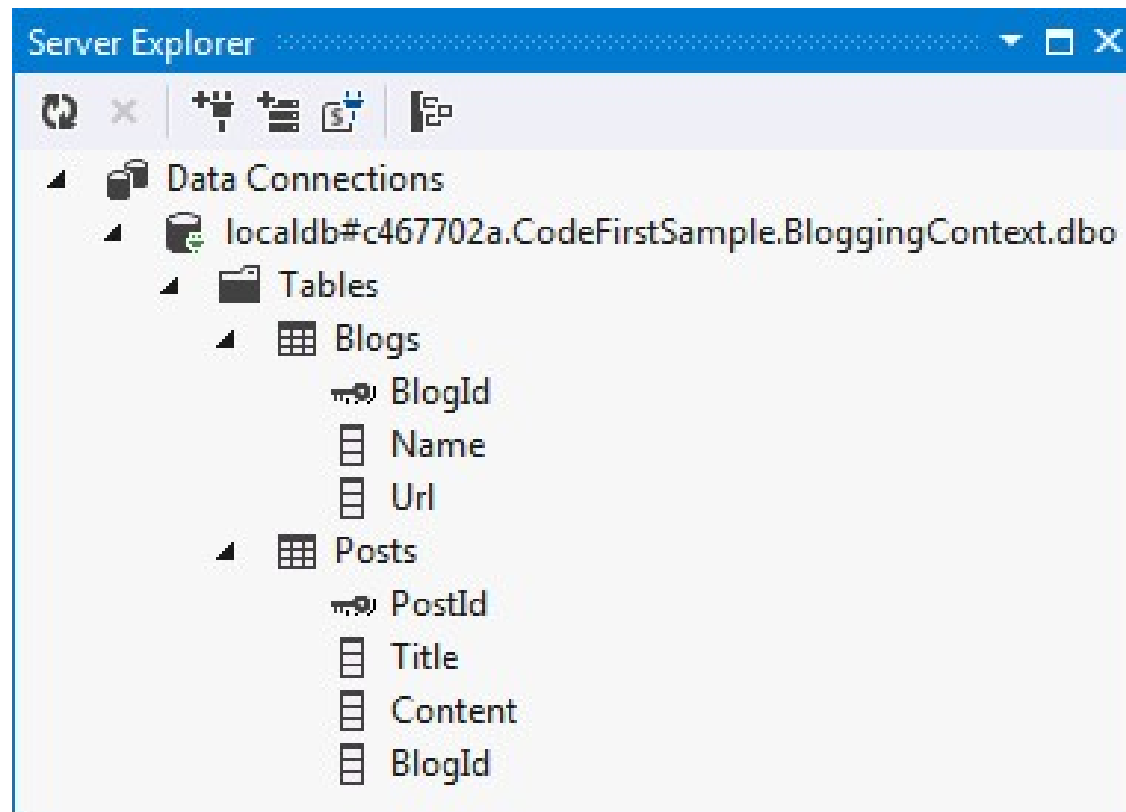 Server Explorer
Data Connections
localdb#c467702a.CodeFirstSample.BloggingContext.dbo
Tables
Blogs
BlogId
Name
Url
Posts
PostId
Title
Content
BlogId